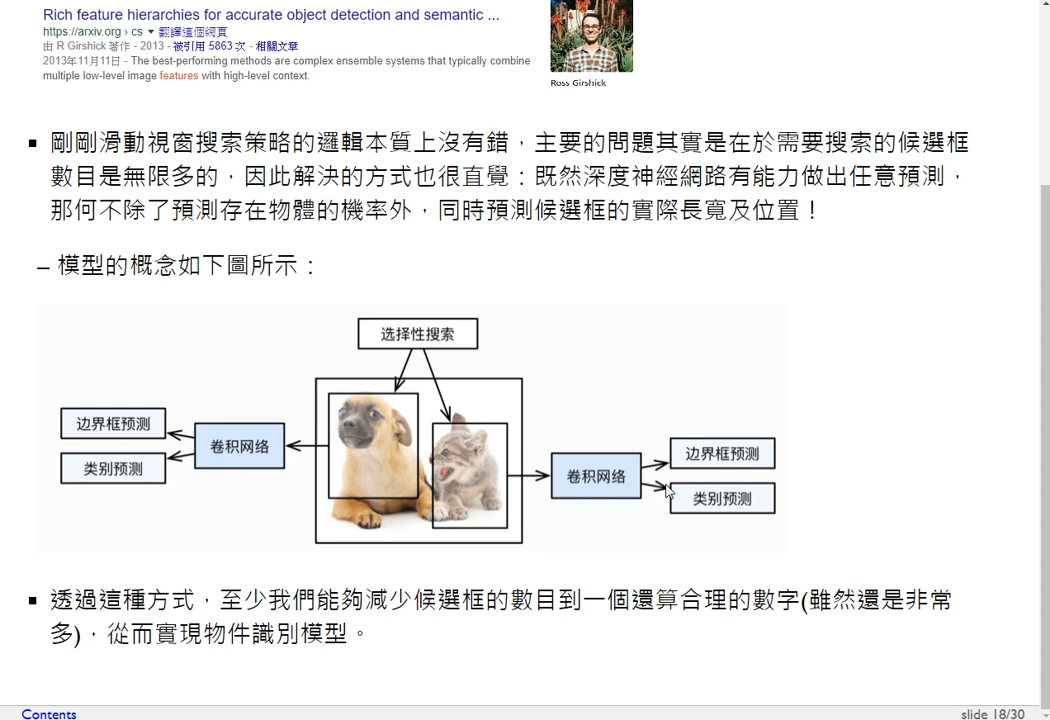 Rich feature hierarchies for accurate object detection and semantic ...
https://arxiv.org › cs ▼ 翻譯這個網頁
由 R Girshick 著作 - 2013 - 被引用 5863 次 - 相關文章
2013年11月11日 - The best-performing methods are complex ensemble systems that typically combine
multiple low-level image features with high-level context.
Ross Girshick
▪ 剛剛滑動視窗搜索策略的邏輯本質上沒有錯，主要的問題其實是在於需要搜索的候選框
數目是無限多的，因此解決的方式也很直覺：既然深度神經網路有能力做出任意預測，
那何不除了預測存在物體的機率外，同時預測候選框的實際長寬及位置！
– 模型的概念如下圖所示：
选择性搜索
边界框预测
类别预测
卷积网络
卷积网络
边界框预测
类别预测
▪ 透過這種方式，至少我們能夠減少候選框的數目到一個還算合理的數字(雖然還是非常
多)，從而實現物件識別模型。
Contents
slide 18/30